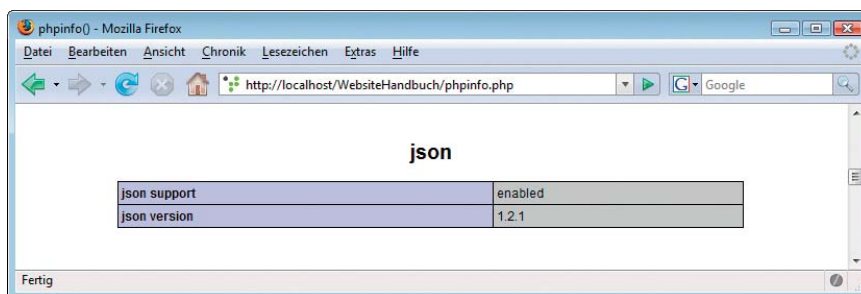 phpinfo() - Mozilla Firefox
Datei Bearbeiten Ansicht Chronik Lesezeichen Extras Hilfe
http://localhost/WebsiteHandbuch/phpinfo.php
G Google
json
json support enabled
json version 1.2.1
Fertig